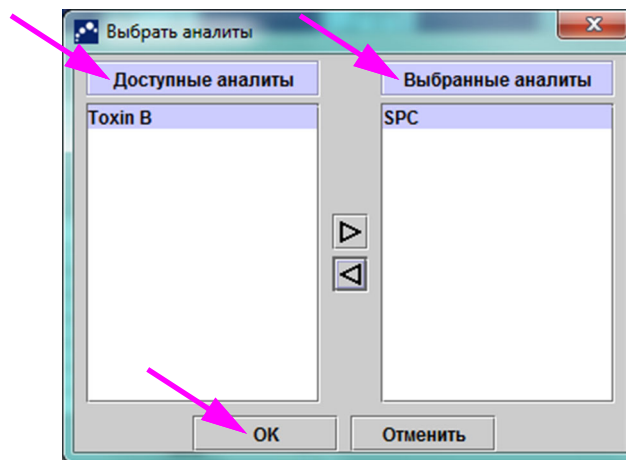 Выбрать аналиты
Доступные аналиты
Выбранные аналиты
Toxin B
SPC
OK
Отменить